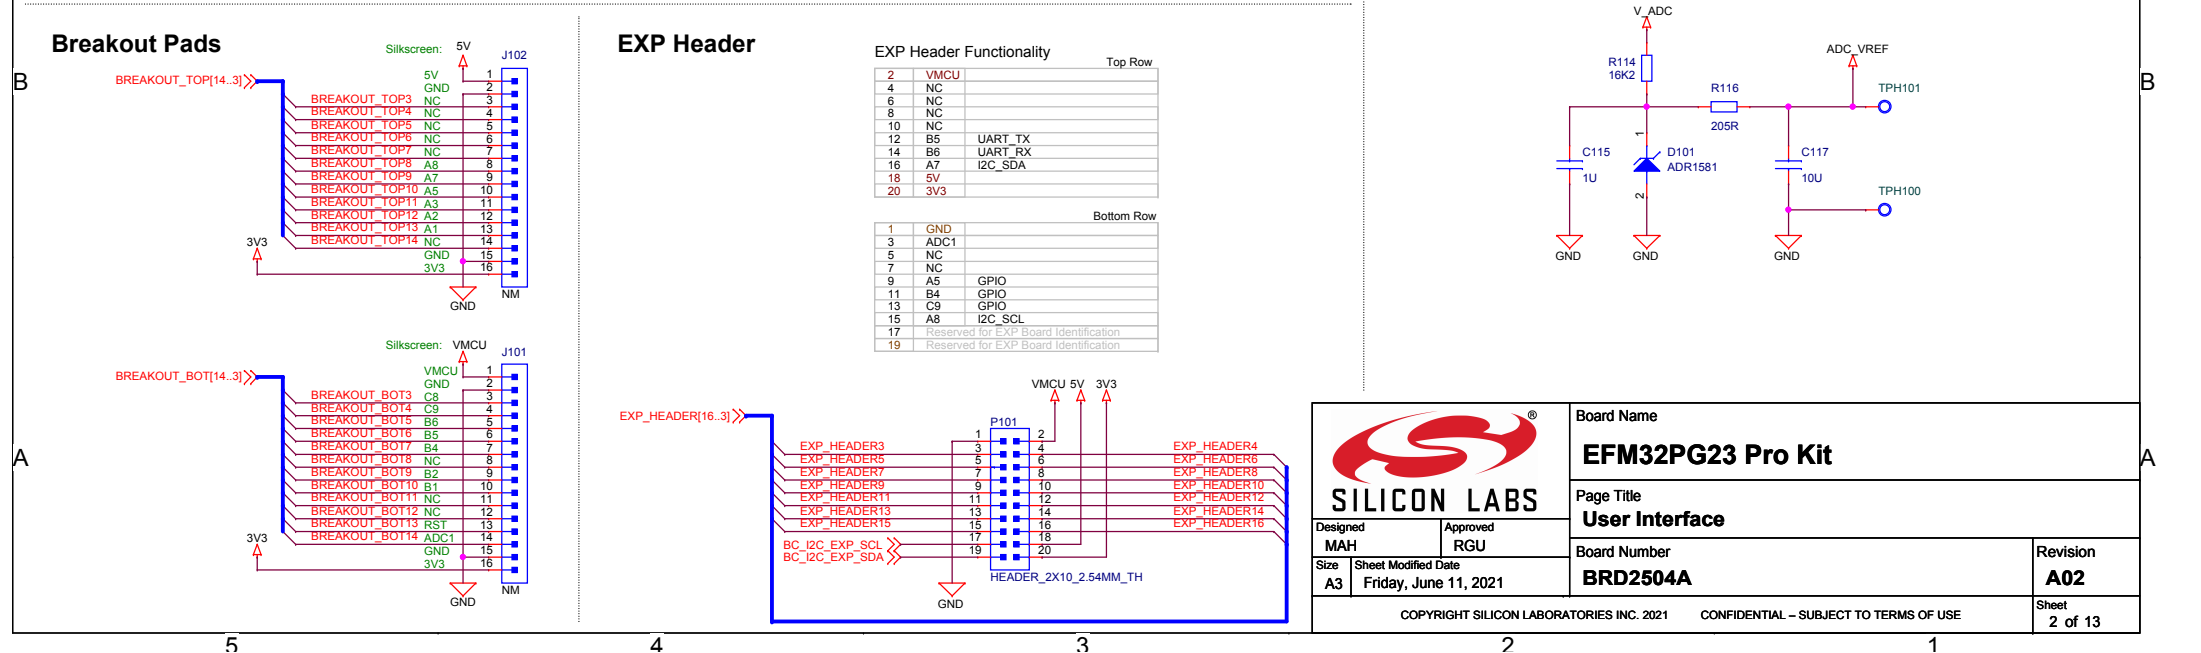 Breakout Pads
Silkscreen: 5V
J102
BREAKOUT_TOP[14..3]
5V 1
GND 2
BREAKOUT_TOP3 NC 3
BREAKOUT_TOP4 NC 4
BREAKOUT_TOP5 NC 5
BREAKOUT_TOP6 NC 6
BREAKOUT_TOP7 NC 7
BREAKOUT_TOP8 A8 8
BREAKOUT_TOP9 A7 9
BREAKOUT_TOP10 A5 10
BREAKOUT_TOP11 A3 11
BREAKOUT_TOP12 A2 12
BREAKOUT_TOP13 A1 13
BREAKOUT_TOP14 NC 14
3V3
GND 15
3V3 16
NM
GND
Silkscreen: VMCU
J101
BREAKOUT_BOT[14..3]
VMCU 1
GND 2
BREAKOUT_BOT3 C8 3
BREAKOUT_BOT4 C9 4
BREAKOUT_BOT5 B6 5
BREAKOUT_BOT6 B5 6
BREAKOUT_BOT7 B4 7
BREAKOUT_BOT8 NC 8
BREAKOUT_BOT9 B2 9
BREAKOUT_BOT10 B1 10
BREAKOUT_BOT11 NC 11
BREAKOUT_BOT12 NC 12
BREAKOUT_BOT13 RST 13
BREAKOUT_BOT14 ADC1 14
3V3
GND 15
3V3 16
NM
GND
EXP Header
EXP Header Functionality
Top Row
2 VMCU
4 NC
6 NC
8 NC
10 NC
12 B5 UART_TX
14 B6 UART_RX
16 A7 I2C_SDA
18 5V
20 3V3
Bottom Row
1 GND
3 ADC1
5 NC
7 NC
9 A5 GPIO
11 B4 GPIO
13 C9 GPIO
15 A8 I2C_SCL
17 Reserved for EXP Board Identification
19 Reserved for EXP Board Identification
VMCU 5V 3V3
EXP_HEADER[16..3]
P101
1 2
EXP_HEADER3 3 4 EXP_HEADER4
EXP_HEADER5 5 6 EXP_HEADER6
EXP_HEADER7 7 8 EXP_HEADER8
EXP_HEADER9 9 10 EXP_HEADER10
EXP_HEADER11 11 12 EXP_HEADER12
EXP_HEADER13 13 14 EXP_HEADER14
EXP_HEADER15 15 16 EXP_HEADER16
BC_I2C_EXP_SCL 17 18
BC_I2C_EXP_SDA 19 20
HEADER_2X10_2.54MM_TH
GND
V_ADC
ADC_VREF
R114
16K2
R116
205R
TPH101
1
C115
1U
D101
ADR1581
2
C117
10U
TPH100
GND
GND
GND
SILICON LABS
®
Board Name
EFM32PG23 Pro Kit
Page Title
User Interface
Designed
MAH
Approved
RGU
Board Number
BRD2504A
Revision
A02
Size
A3
Sheet Modified Date
Friday, June 11, 2021
COPYRIGHT SILICON LABORATORIES INC. 2021 CONFIDENTIAL – SUBJECT TO TERMS OF USE
Sheet
2 of 13
B
B
A
A
5 4 3 2 1